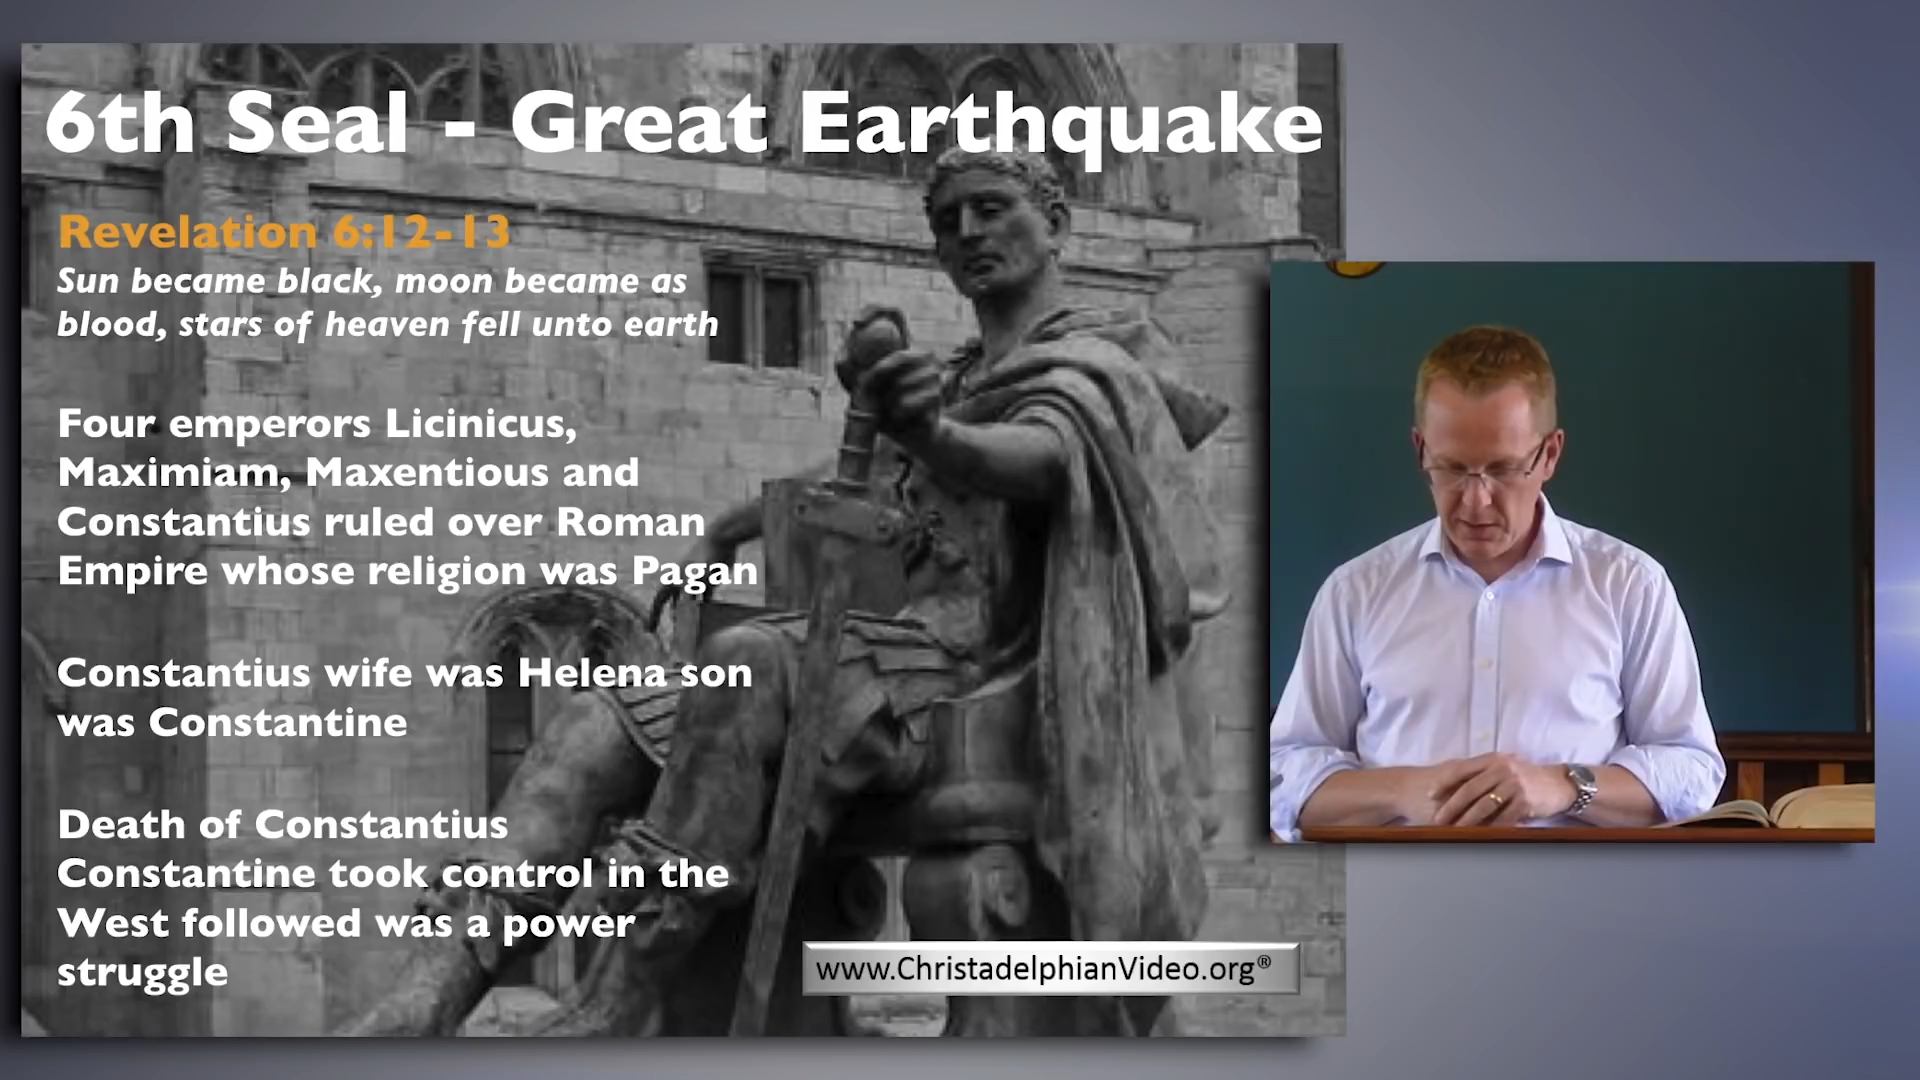 6th Seal - Great Earthquake
Revelation 6:12-13
Sun became black, moon became as
blood, stars of heaven fell unto earth
Four emperors Licinicus,
Maximiam, Maxentious and
Constantius ruled over Roman
Empire whose religion was Pagan
Constantius wife was Helena son
was Constantine
Death of Constantius
Constantine took control in the
West followed was a power
struggle
www.ChristadelphianVideo.org®